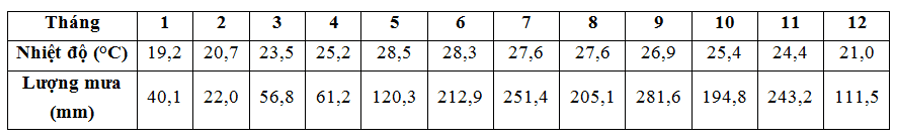 Tháng 1 2 3 4 5 6 7 8 9 10 11 12
Nhiệt độ (°C) 19,2 20,7 23,5 25,2 28,5 28,3 27,6 27,6 26,9 25,4 24,4 21,0
Lượng mưa
(mm) 40,1 22,0 56,8 61,2 120,3 212,9 251,4 205,1 281,6 194,8 243,2 111,5